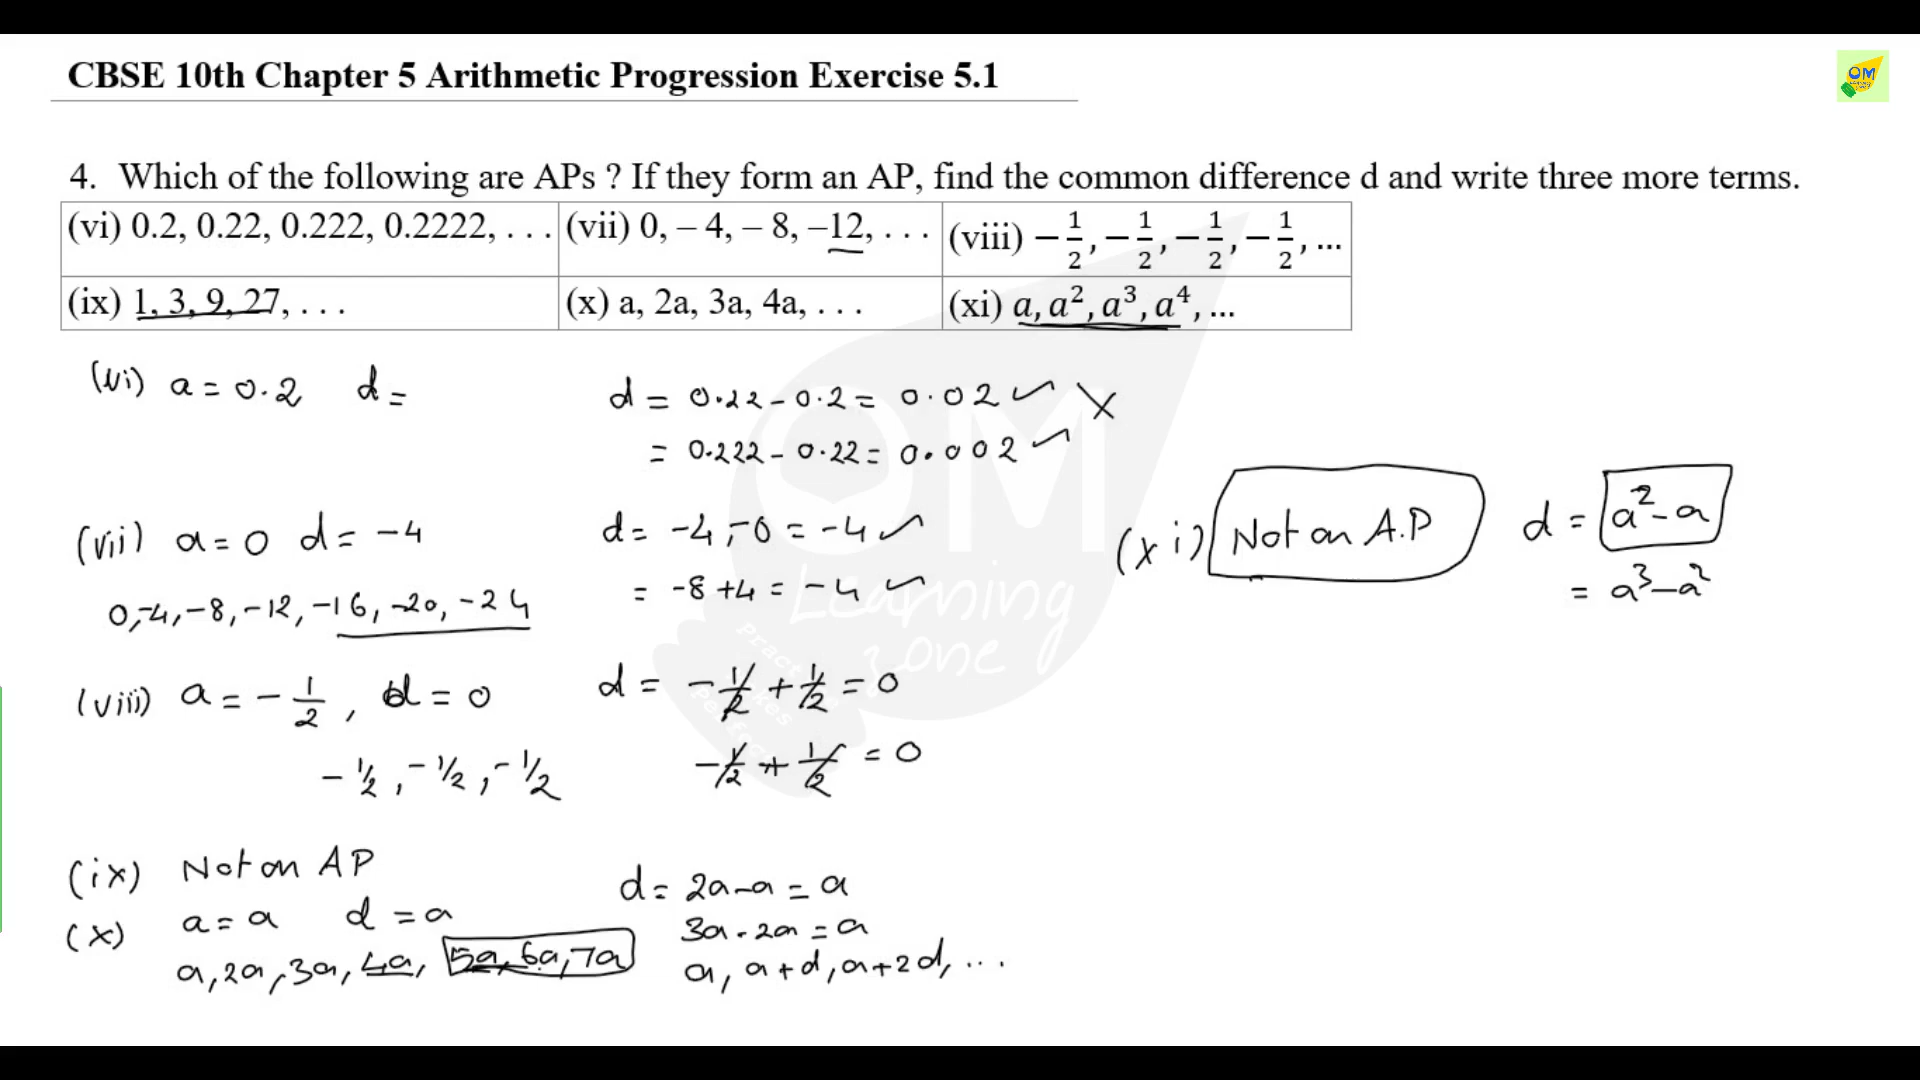 CBSE 10th Chapter 5 Arithmetic Progression Exercise 5.1
OM
4. Which of the following are APs ? If they form an AP, find the common difference d and write three more terms.
(vi) 0.2, 0.22, 0.222, 0.2222, . . . (vii) 0, – 4, – 8, –12, . . . (viii) −1/2, −1/2, −1/2, −1/2, ...
(ix) 1, 3, 9, 27, . . . (x) a, 2a, 3a, 4a, . . . (xi) a, a², a³, a⁴, ...
(vi) a = 0.2 d = d = 0.22 - 0.2 = 0.02 ✓ X
= 0.222 - 0.22 = 0.002 ✓
(vii) a = 0 d = -4 d = -4 - 0 = -4 ✓ (xi) Not an A.P d = a² - a
0, -4, -8, -12, -16, -20, -24 = -8 + 4 = -4 ✓ = a³ - a²
OM
Learning
zone
Practice
Makes
Perfect
(viii) a = -1/2, d = 0 d = -1/2 + 1/2 = 0
-1/2, -1/2, -1/2 -1/2 + 1/2 = 0
(ix) Not an AP d = 2a - a = a
(x) a = a d = a 3a - 2a = a
a, 2a, 3a, 4a, 5a, 6a, 7a a, a+d, a+2d, ...